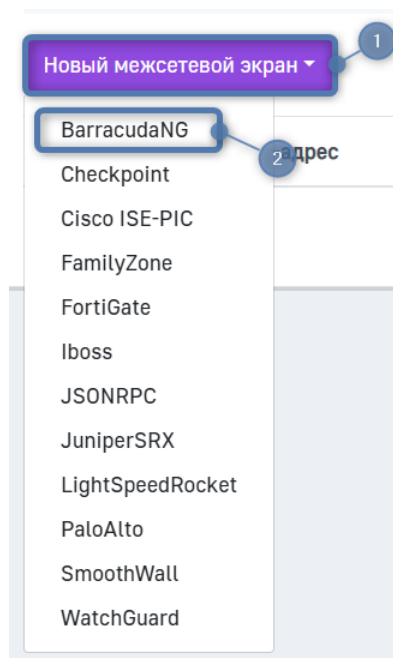 Новый межсетевой экран
1
BarracudaNG
2
адрес
Checkpoint
Cisco ISE-PIC
FamilyZone
FortiGate
Iboss
JSONRPC
JuniperSRX
LightSpeedRocket
PaloAlto
SmoothWall
WatchGuard